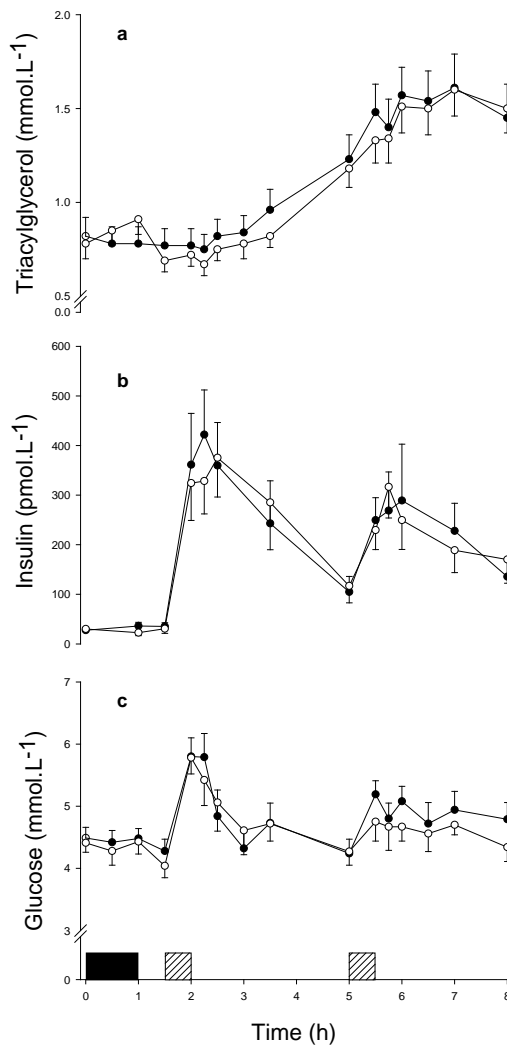 a
Triacylglycerol (mmol.L-1)
2.0
1.5
1.0
0.5
0.0
b
Insulin (pmol.L-1)
600
500
400
300
200
100
0
c
Glucose (mmol.L-1)
7
6
5
4
3
0
0 1 2 3 4 5 6 7 8
Time (h)